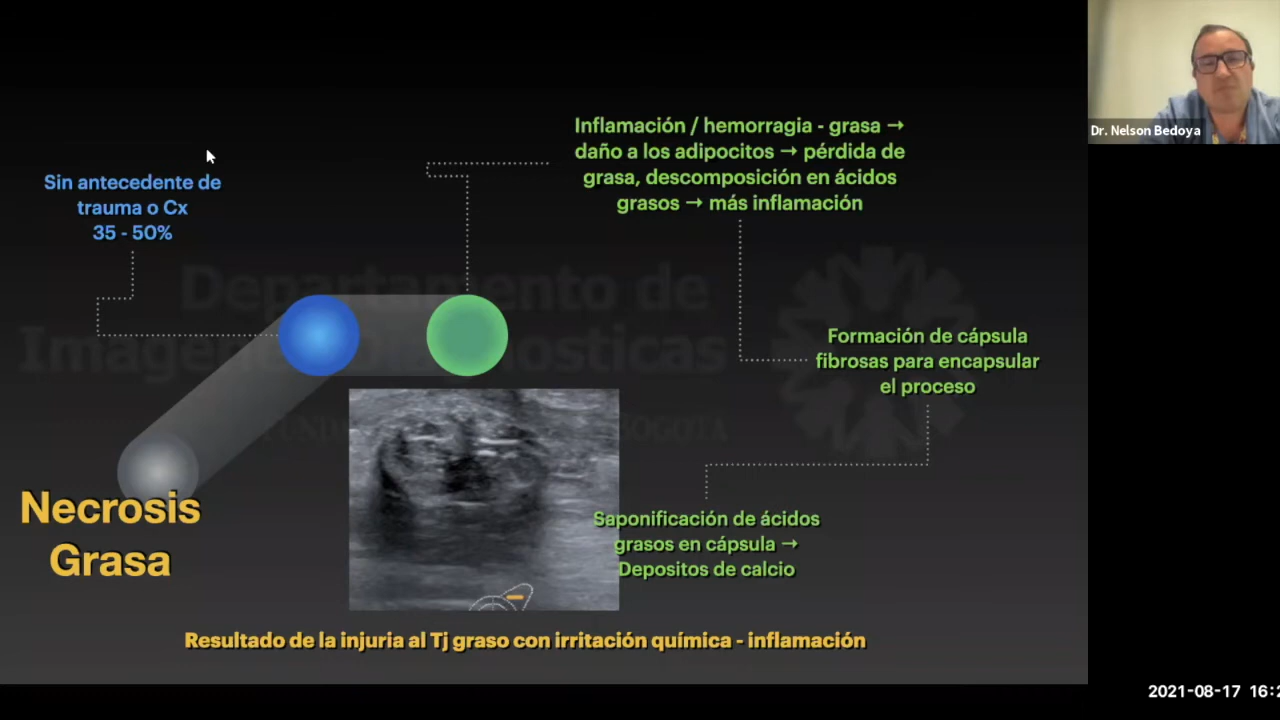 Dr. Nelson Bedoya
Inflamación / hemorragia - grasa →
daño a los adipocitos → pérdida de
grasa, descomposición en ácidos
grasos → más inflamación
Sin antecedente de
trauma o Cx
35 - 50%
Departamento de
Formación de cápsula
fibrosas para encapsular
el proceso
Necrosis
Grasa
Saponificación de ácidos
grasos en cápsula →
Depositos de calcio
Resultado de la injuria al Tj graso con irritación química - inflamación
2021-08-17 16:2